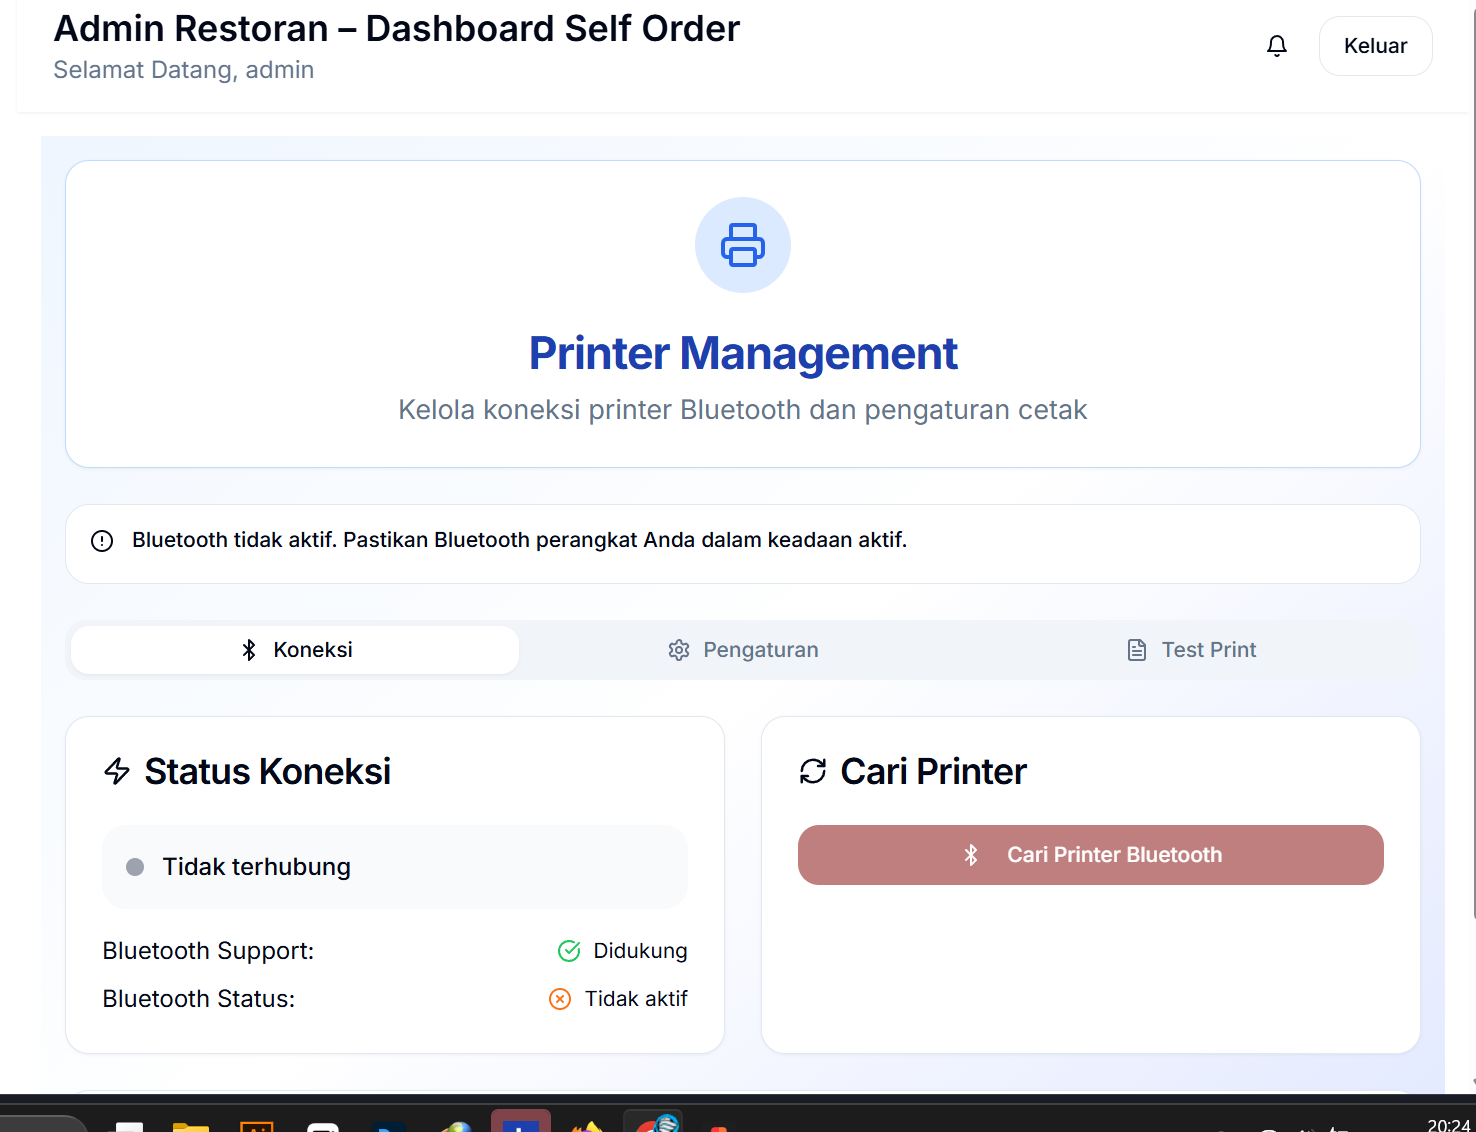 Admin Restoran – Dashboard Self Order
Selamat Datang, admin
Keluar
Printer Management
Kelola koneksi printer Bluetooth dan pengaturan cetak
Bluetooth tidak aktif. Pastikan Bluetooth perangkat Anda dalam keadaan aktif.
Koneksi
Pengaturan
Test Print
Status Koneksi
Tidak terhubung
Bluetooth Support:
Didukung
Bluetooth Status:
Tidak aktif
Cari Printer
Cari Printer Bluetooth
20:24